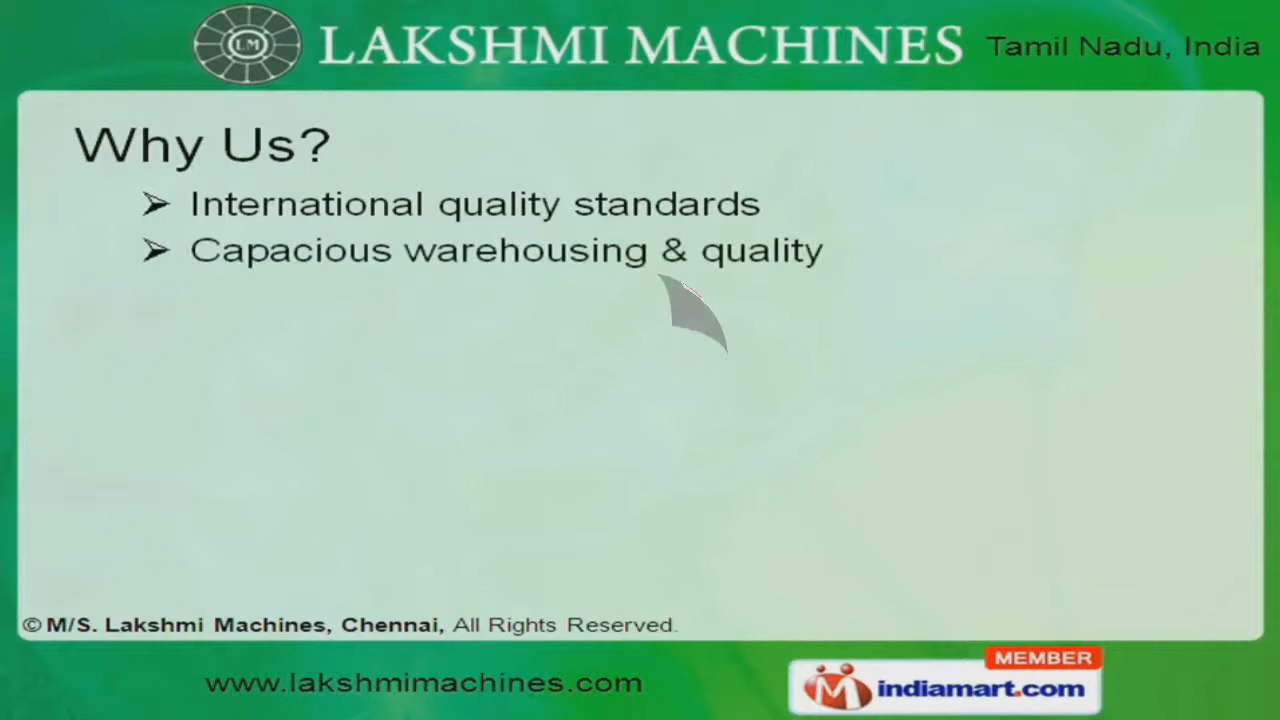 LM
LAKSHMI MACHINES
Tamil Nadu, India
Why Us?
➢ International quality standards
➢ Capacious warehousing & quality
© M/S. Lakshmi Machines, Chennai, All Rights Reserved.
www.lakshmimachines.com
MEMBER
indiamart.com